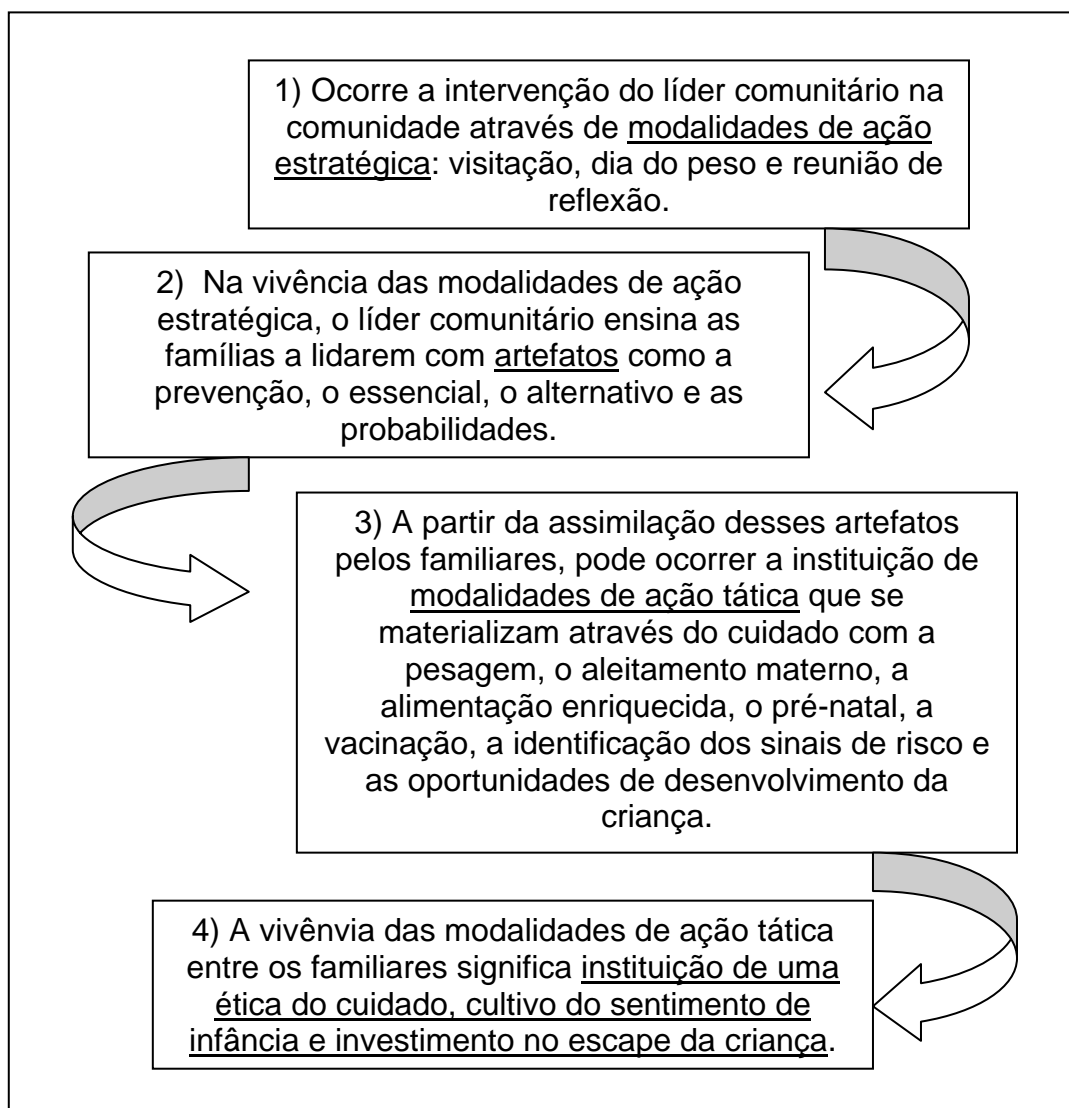 1) Ocorre a intervenção do líder comunitário na
comunidade através de modalidades de ação
estratégica: visitação, dia do peso e reunião de
reflexão.
2) Na vivência das modalidades de ação
estratégica, o líder comunitário ensina as
famílias a lidarem com artefatos como a
prevenção, o essencial, o alternativo e as
probabilidades.
3) A partir da assimilação desses artefatos
pelos familiares, pode ocorrer a instituição de
modalidades de ação tática que se
materializam através do cuidado com a
pesagem, o aleitamento materno, a
alimentação enriquecida, o pré-natal, a
vacinação, a identificação dos sinais de risco e
as oportunidades de desenvolvimento da
criança.
4) A vivênvia das modalidades de ação tática
entre os familiares significa instituição de uma
ética do cuidado, cultivo do sentimento de
infância e investimento no escape da criança.